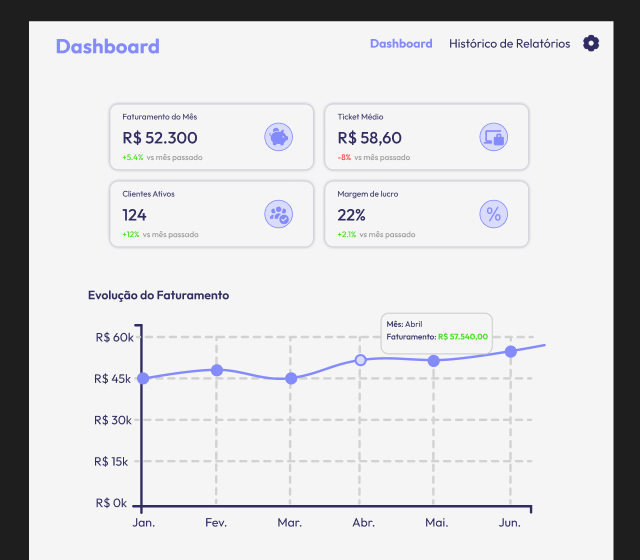 Dashboard
Dashboard
Histórico de Relatórios
Faturamento do Mês
R$ 52.300
+5.4% vs mês passado
Ticket Médio
R$ 58,60
-8% vs mês passado
Clientes Ativos
124
+12% vs mês passado
Margem de lucro
22%
+2.1% vs mês passado
%
Evolução do Faturamento
Mês: Abril
Faturamento: R$ 57.540,00
R$ 60k
R$ 45k
R$ 30k
R$ 15k
R$ 0k
Jan. Fev. Mar. Abr. Mai. Jun.